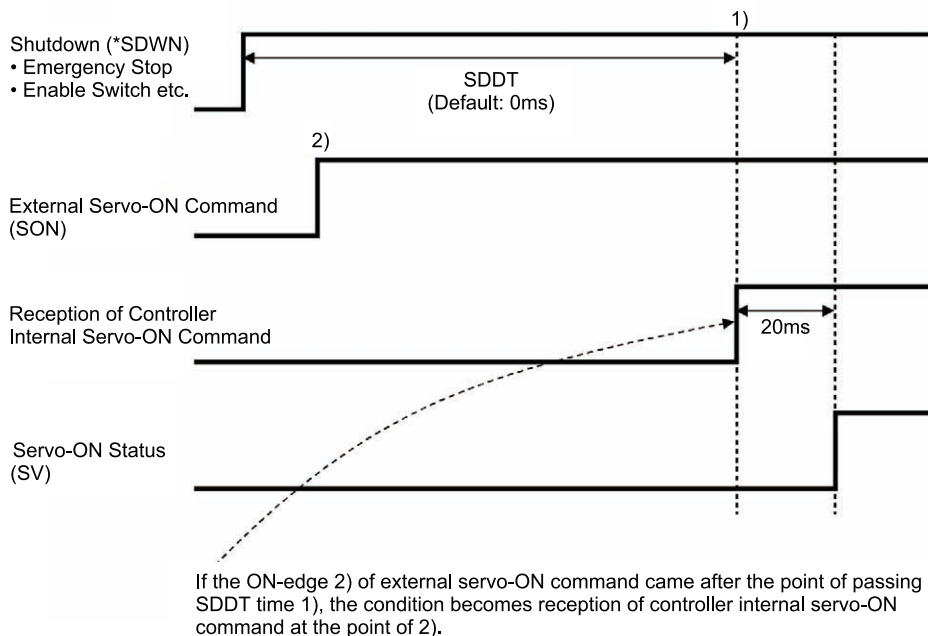 1)
Shutdown (*SDWN)
• Emergency Stop
• Enable Switch etc.
SDDT
(Default: 0ms)
2)
External Servo-ON Command
(SON)
Reception of Controller
Internal Servo-ON Command
20ms
Servo-ON Status
(SV)
If the ON-edge 2) of external servo-ON command came after the point of passing
SDDT time 1), the condition becomes reception of controller internal servo-ON
command at the point of 2).